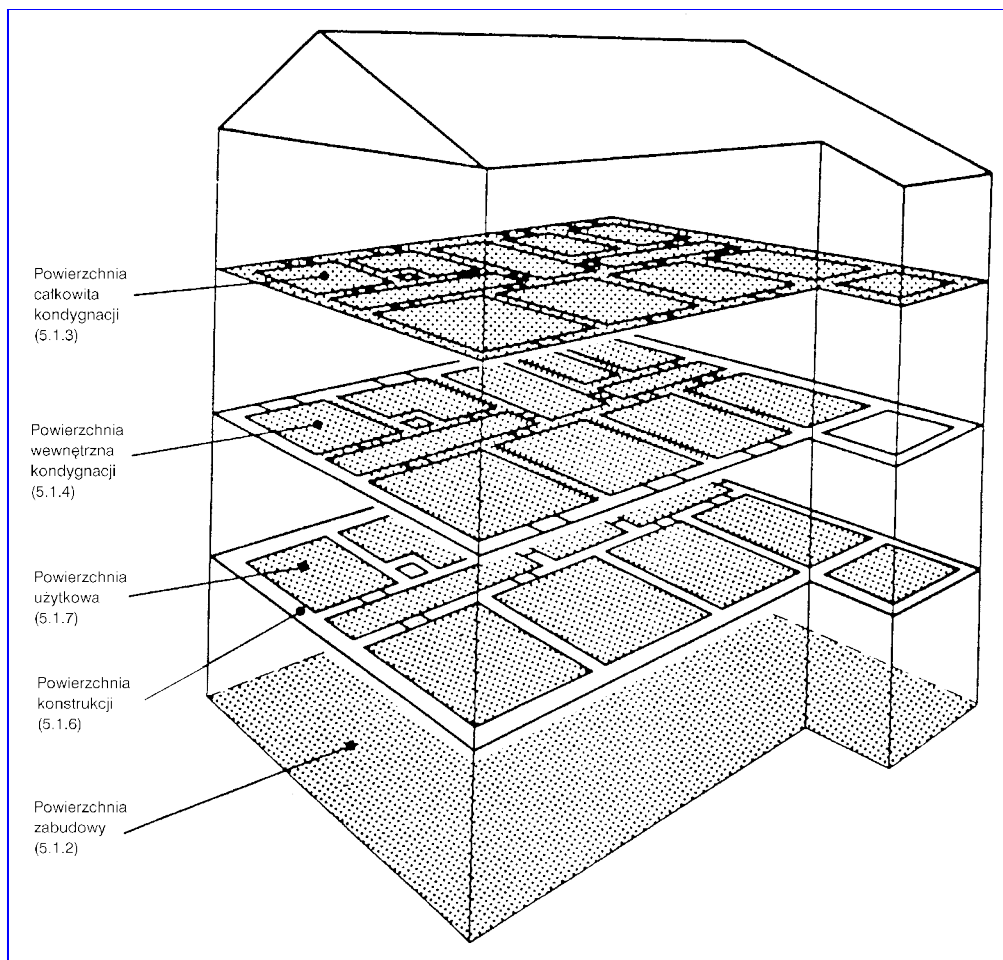 Powierzchnia
całkowita
kondygnacji
(5.1.3)
Powierzchnia
wewnętrzna
kondygnacji
(5.1.4)
Powierzchnia
użytkowa
(5.1.7)
Powierzchnia
konstrukcji
(5.1.6)
Powierzchnia
zabudowy
(5.1.2)